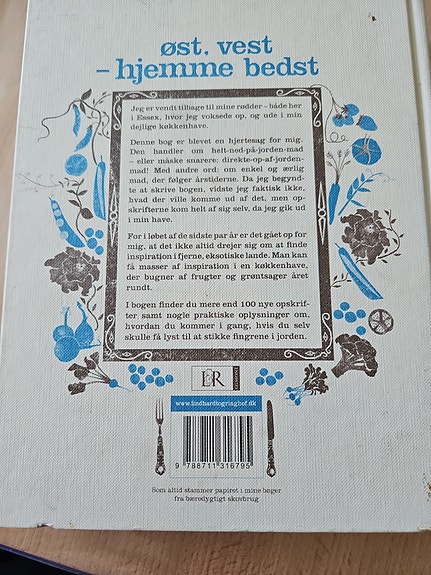 øst, vest
– hjemme bedst
Jeg er vendt tilbage til mine rødder – både her
i Essex, hvor jeg voksede op, og ude i min
dejlige køkkenhave.
Denne bog er blevet en hjertesag for mig.
Den handler om helt-ned-på-jorden-mad
– eller måske snarere: direkte-op-af-jorden-
mad! Med andre ord: om enkel og ærlig
mad, der følger årstiderne. Da jeg begynd-
te at skrive bogen, vidste jeg faktisk ikke,
hvad der ville komme ud af det, men op-
skrifterne kom helt af sig selv, da jeg gik ud i
min have.
For i løbet af de sidste par år er det gået op for
mig, at det ikke altid drejer sig om at finde
inspiration i fjerne, eksotiske lande. Man kan
få masser af inspiration i en køkkenhave,
der bugner af frugter og grøntsager året
rundt.
I bogen finder du mere end 100 nye opskrif-
ter samt nogle praktiske oplysninger om,
hvordan du kommer i gang, hvis du selv
skulle få lyst til at stikke fingrene i jorden.
L&R
www.lindhardtogringhof.dk
9 788711 316795
Som altid stammer papiret i mine bøger
fra bæredygtigt skovbrug